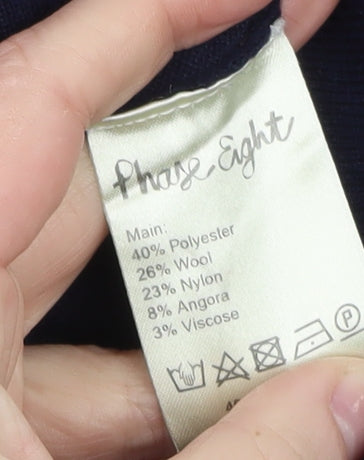 Phase Eight
Main:
40% Polyester
26% Wool
23% Nylon
8% Angora
3% Viscose
P